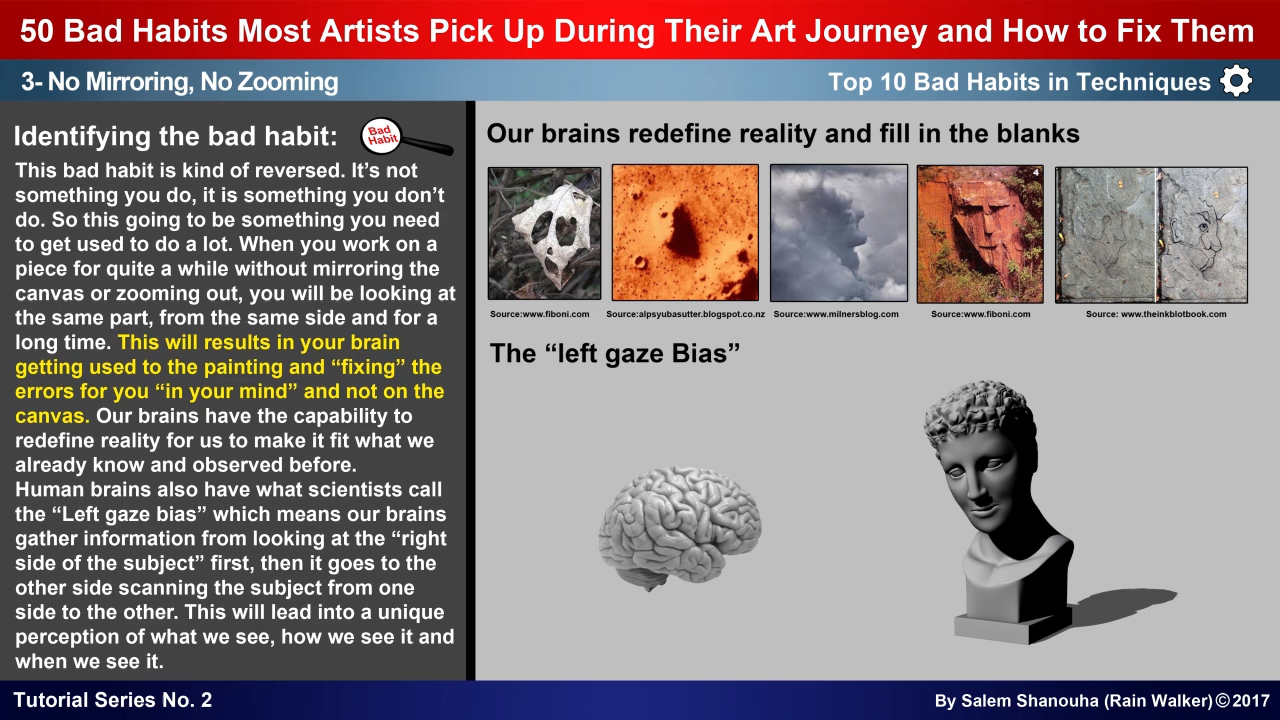 50 Bad Habits Most Artists Pick Up During Their Art Journey and How to Fix Them
3- No Mirroring, No Zooming
Top 10 Bad Habits in Techniques
Identifying the bad habit:
Bad
Habit
This bad habit is kind of reversed. It’s not
something you do, it is something you don’t
do. So this going to be something you need
to get used to do a lot. When you work on a
piece for quite a while without mirroring the
canvas or zooming out, you will be looking at
the same part, from the same side and for a
long time. This will results in your brain
getting used to the painting and “fixing” the
errors for you “in your mind” and not on the
canvas. Our brains have the capability to
redefine reality for us to make it fit what we
already know and observed before.
Human brains also have what scientists call
the “Left gaze bias” which means our brains
gather information from looking at the “right
side of the subject” first, then it goes to the
other side scanning the subject from one
side to the other. This will lead into a unique
perception of what we see, how we see it and
when we see it.
Our brains redefine reality and fill in the blanks
4
Source:www.fiboni.com
Source:alpsyubasutter.blogspot.co.nz
Source:www.milnersblog.com
Source:www.fiboni.com
Source: www.theinkblotbook.com
The “left gaze Bias”
Tutorial Series No. 2
By Salem Shanouha (Rain Walker)©2017